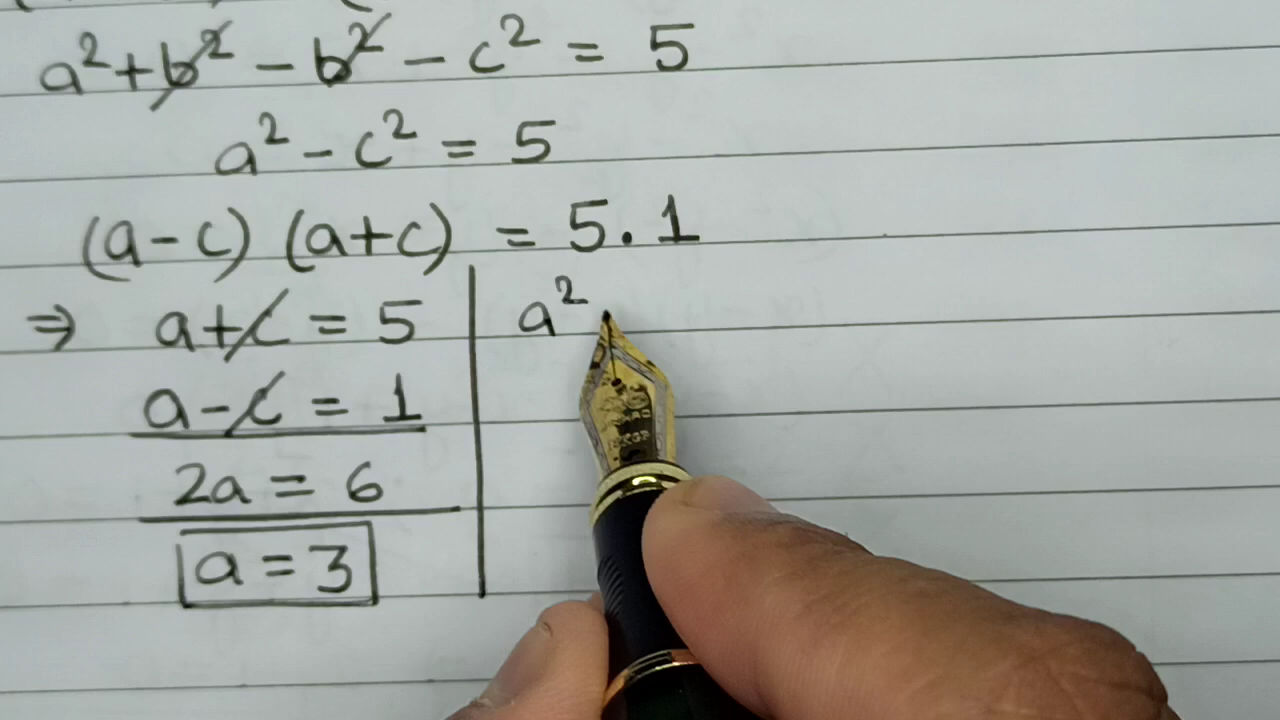 a² + b² - b² - c² = 5
a² - c² = 5
(a - c) (a + c) = 5 . 1
⇒ a + c = 5
a - c = 1
2a = 6
a = 3
a²